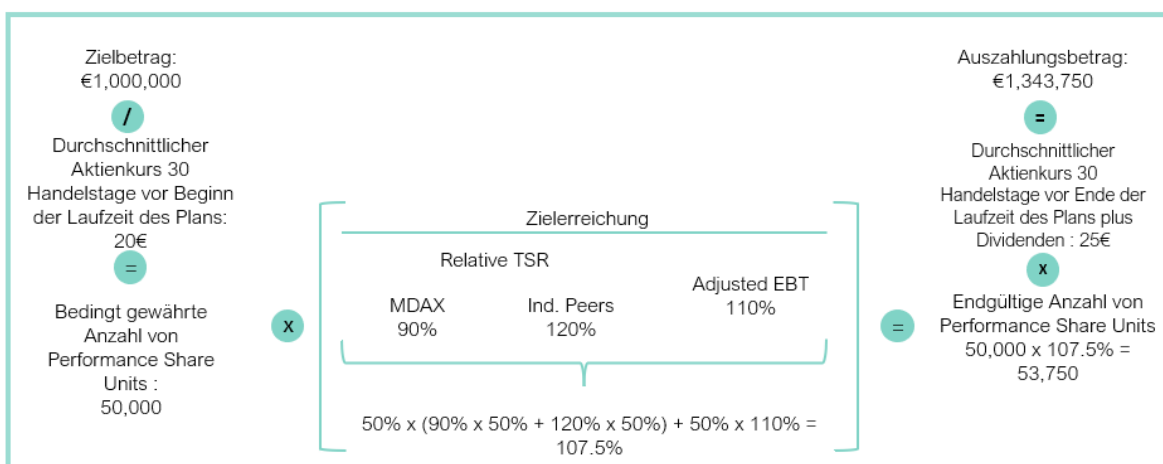 Zielbetrag:
€1,000,000
/
Durchschnittlicher
Aktienkurs 30
Handelstage vor Beginn
der Laufzeit des Plans:
20€
=
Bedingt gewährte
Anzahl von
Performance Share
Units :
50,000
x
Zielerreichung
Relative TSR
MDAX
90%
Ind. Peers
120%
Adjusted EBT
110%
50% x (90% x 50% + 120% x 50%) + 50% x 110% =
107.5%
=
Auszahlungsbetrag:
€1,343,750
=
Durchschnittlicher
Aktienkurs 30
Handelstage vor Ende der
Laufzeit des Plans plus
Dividenden : 25€
x
Endgültige Anzahl von
Performance Share Units
50,000 x 107.5% =
53,750